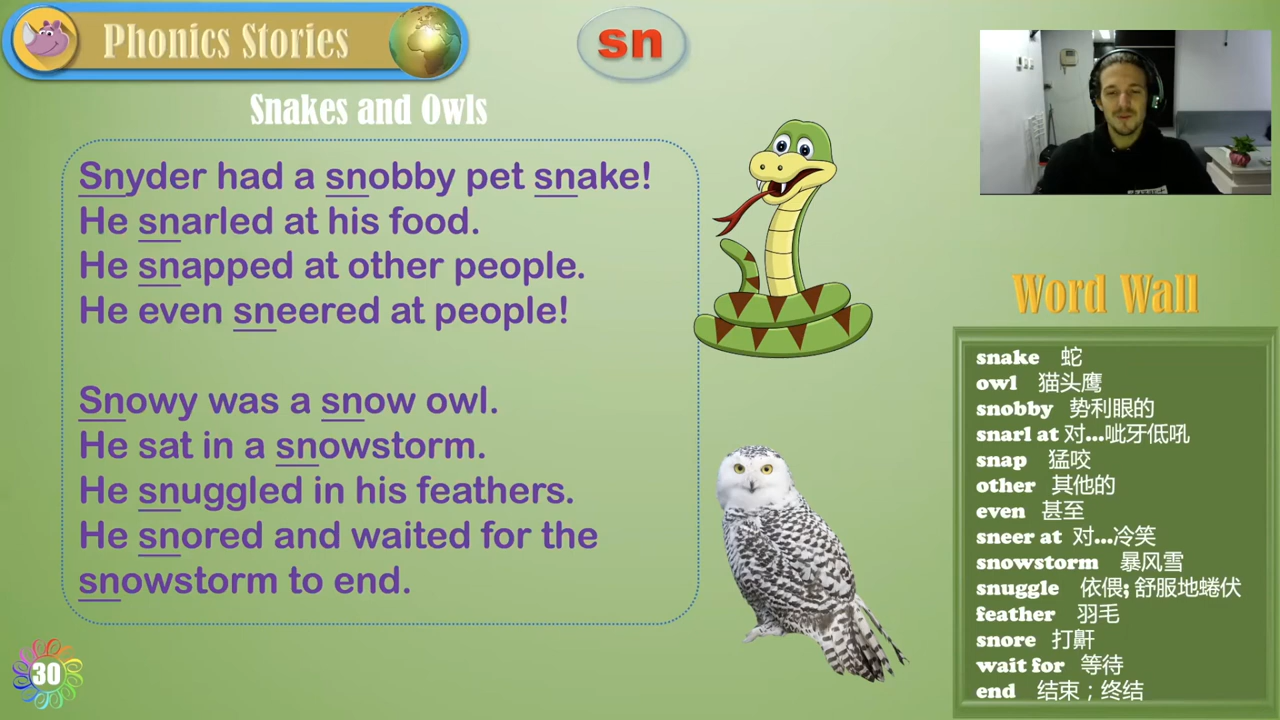 Phonics Stories
sn
Snakes and Owls
Snyder had a snobby pet snake!
He snarled at his food.
He snapped at other people.
He even sneered at people!
Snowy was a snow owl.
He sat in a snowstorm.
He snuggled in his feathers.
He snored and waited for the
snowstorm to end.
Word Wall
snake 蛇
owl 猫头鹰
snobby 势利眼的
snarl at 对...呲牙低吼
snap 猛咬
other 其他的
even 甚至
sneer at 对...冷笑
snowstorm 暴风雪
snuggle 依偎; 舒服地蜷伏
feather 羽毛
snore 打鼾
wait for 等待
end 结束；终结
30